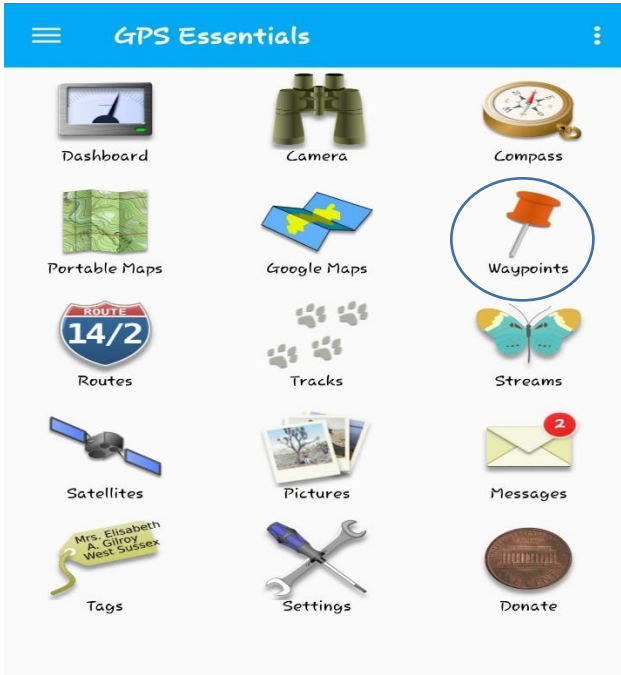 GPS Essentials
Dashboard
Camera
Compass
Portable Maps
Google Maps
Waypoints
ROUTE
14/2
Routes
Tracks
Streams
Satellites
Pictures
2
Messages
Mrs. Elisabeth
A. Gilroy
West Sussex
Tags
Settings
Donate